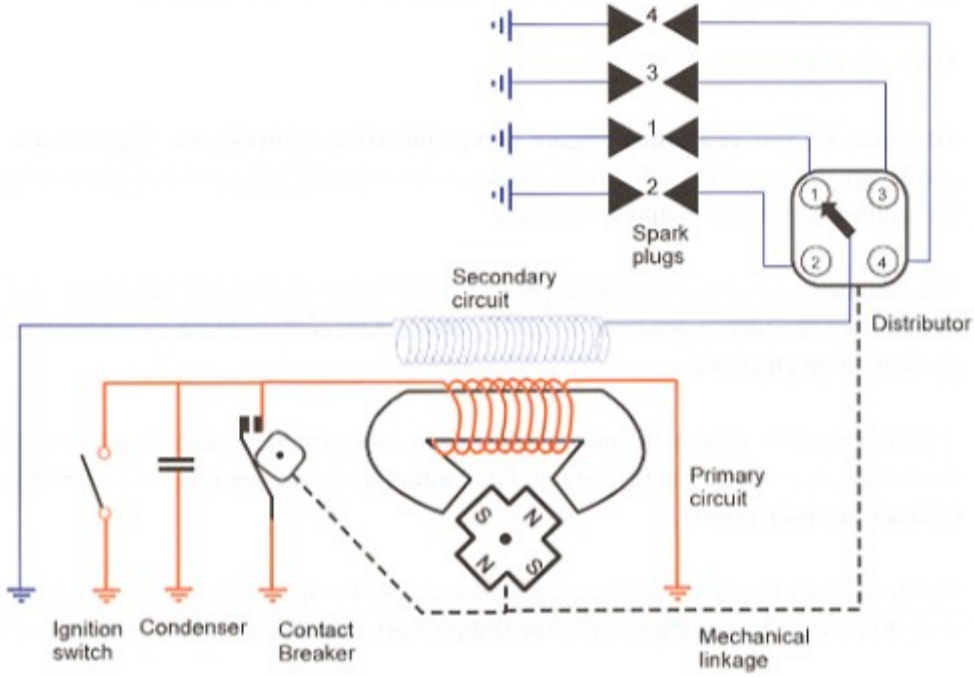 4
3
1
2
Spark
plugs
1
3
2
4
Distributor
Secondary
circuit
Primary
circuit
S
N
N
S
Ignition
switch
Condenser
Contact
Breaker
Mechanical
linkage